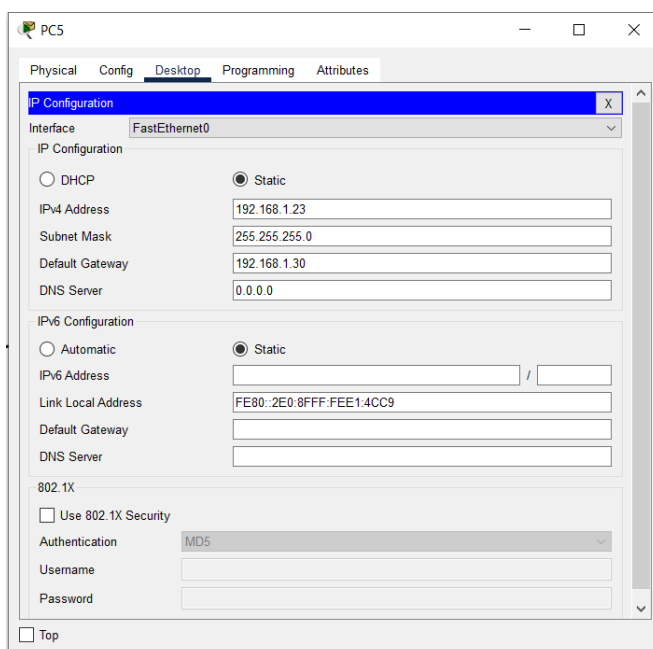 PC5
Physical Config Desktop Programming Attributes
IP Configuration X
Interface FastEthernet0
IP Configuration
DHCP Static
IPv4 Address 192.168.1.23
Subnet Mask 255.255.255.0
Default Gateway 192.168.1.30
DNS Server 0.0.0.0
IPv6 Configuration
Automatic Static
IPv6 Address /
Link Local Address FE80::2E0:8FFF:FEE1:4CC9
Default Gateway
DNS Server
802.1X
Use 802.1X Security
Authentication MD5
Username
Password
Top